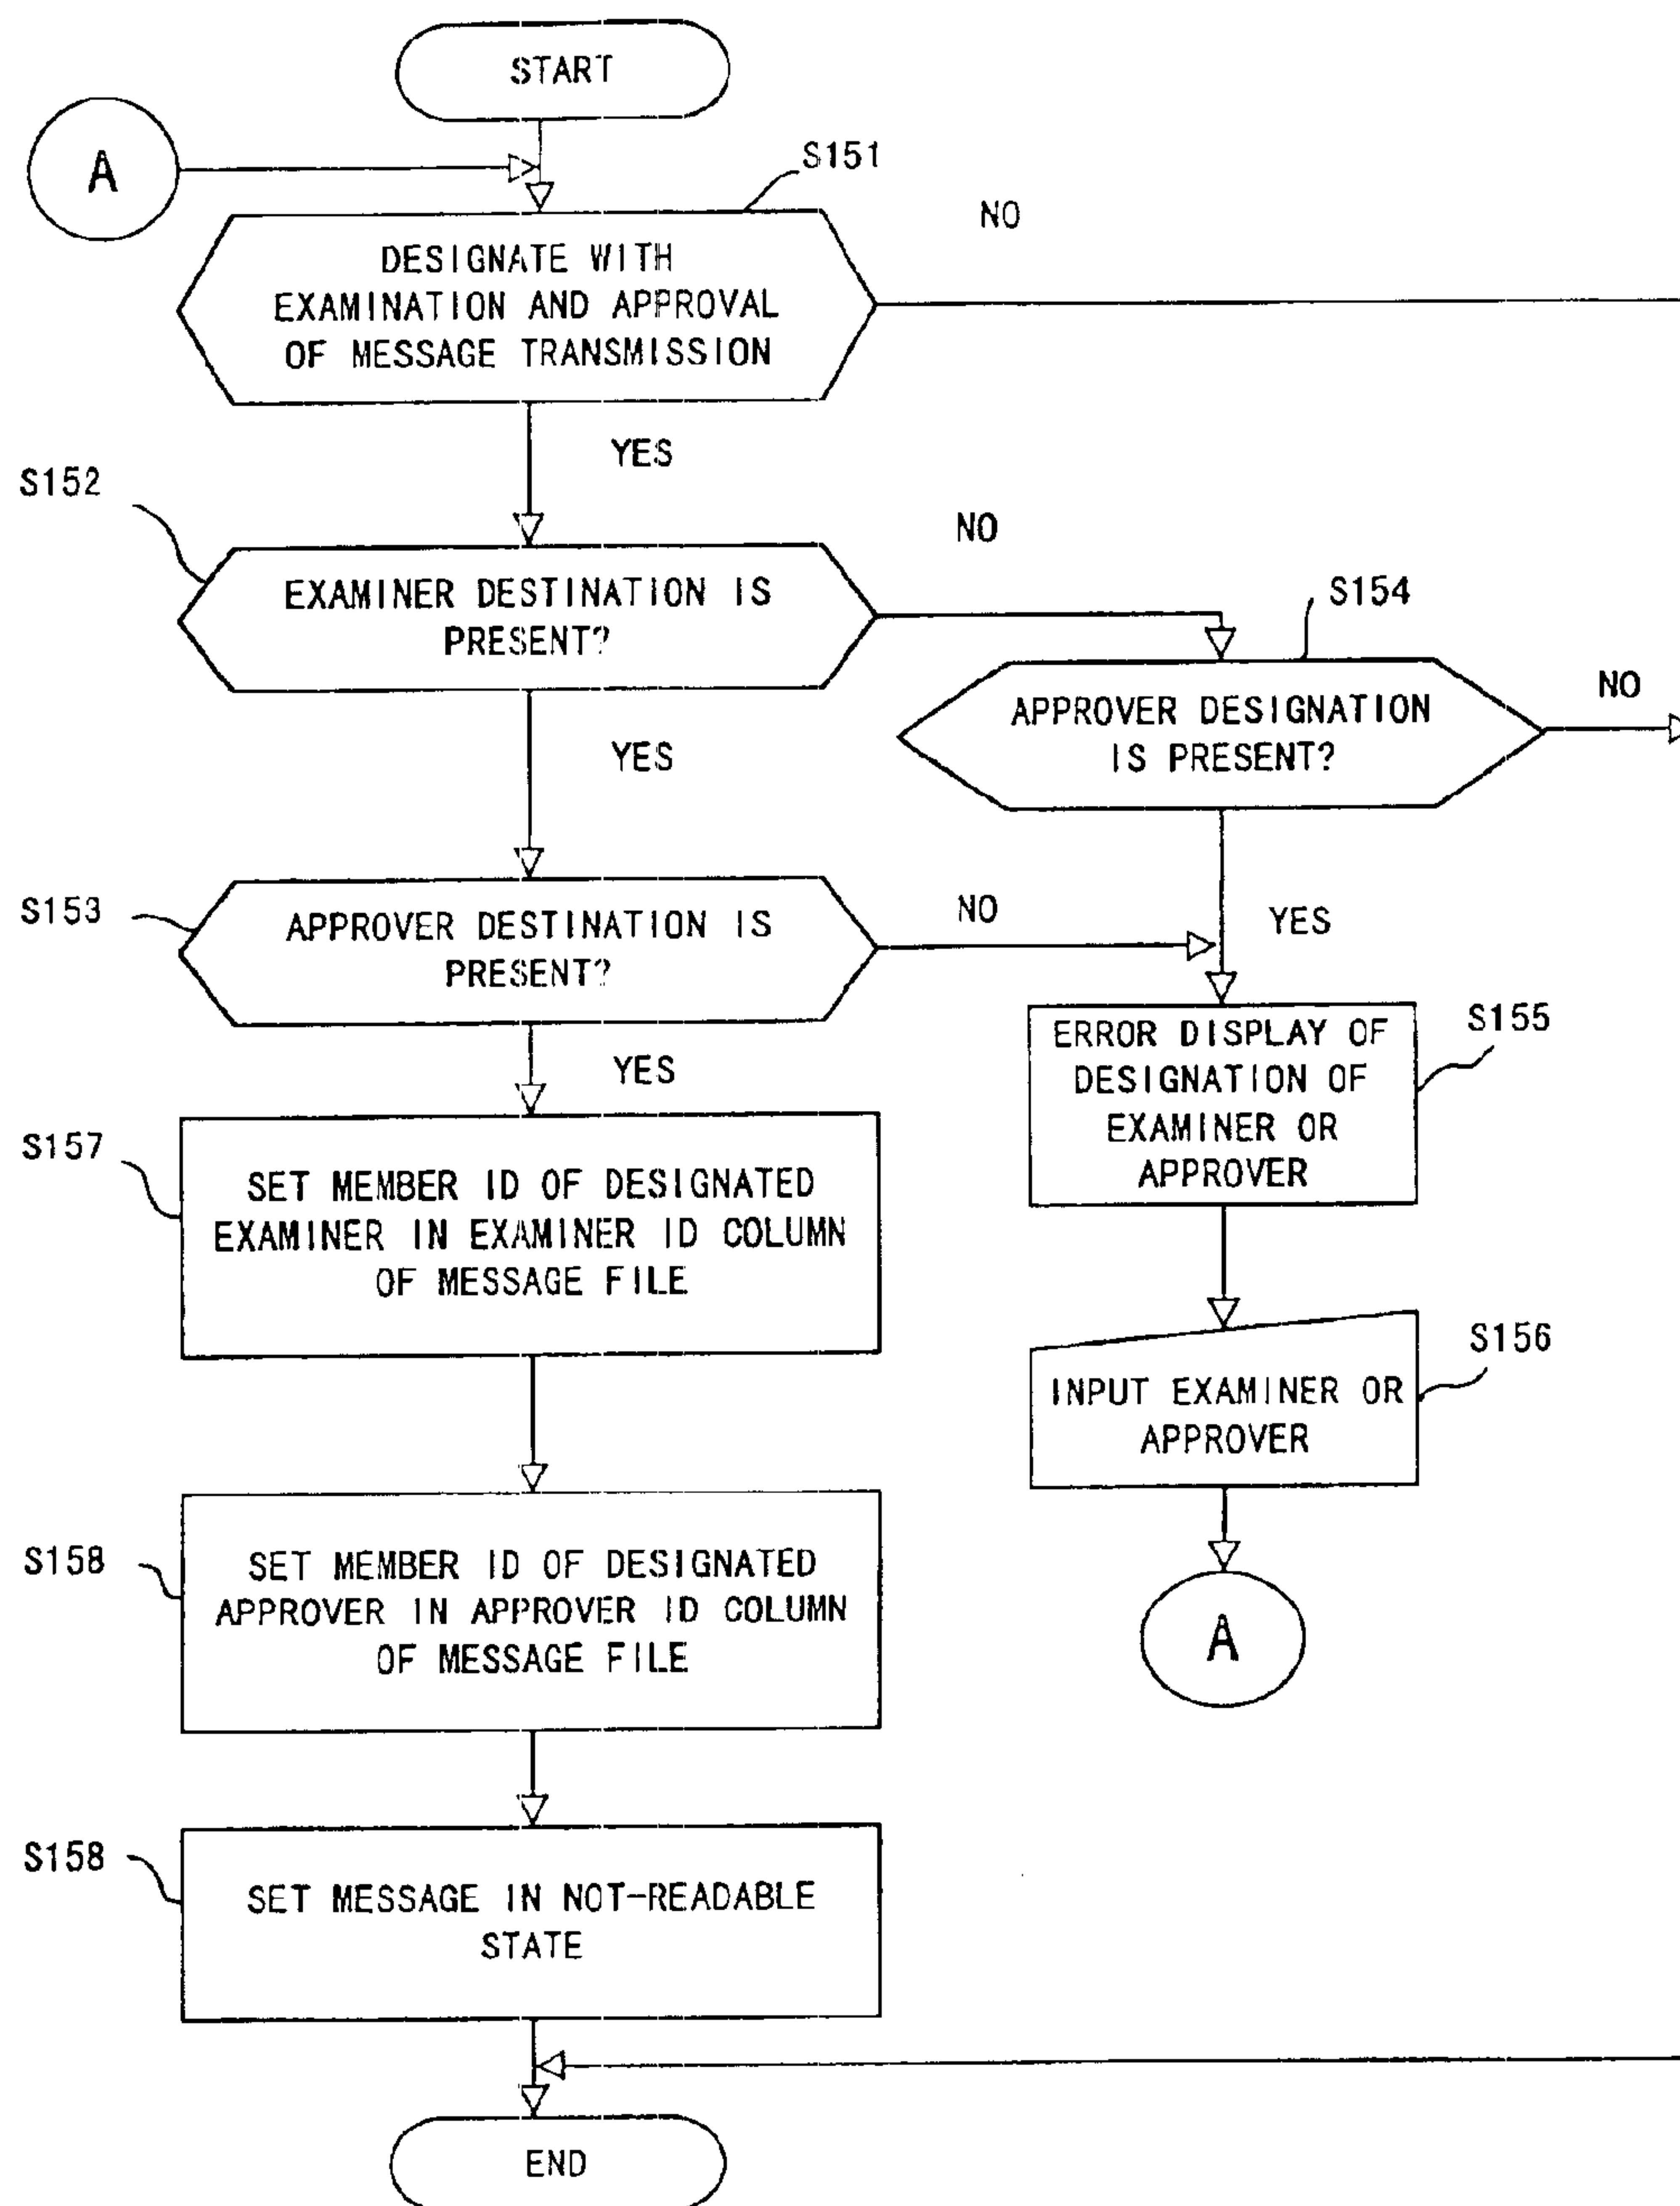 START
A
S151
NO
DESIGNATE WITH
EXAMINATION AND APPROVAL
OF MESSAGE TRANSMISSION
YES
S152
NO
EXAMINER DESTINATION IS
PRESENT?
S154
NO
APPROVER DESIGNATION
IS PRESENT?
YES
S153
APPROVER DESTINATION IS
PRESENT?
NO
YES
YES
S155
ERROR DISPLAY OF
DESIGNATION OF
EXAMINER OR
APPROVER
S157
SET MEMBER ID OF DESIGNATED
EXAMINER IN EXAMINER ID COLUMN
OF MESSAGE FILE
S156
INPUT EXAMINER OR
APPROVER
S158
SET MEMBER ID OF DESIGNATED
APPROVER IN APPROVER ID COLUMN
OF MESSAGE FILE
A
S158
SET MESSAGE IN NOT-READABLE
STATE
END